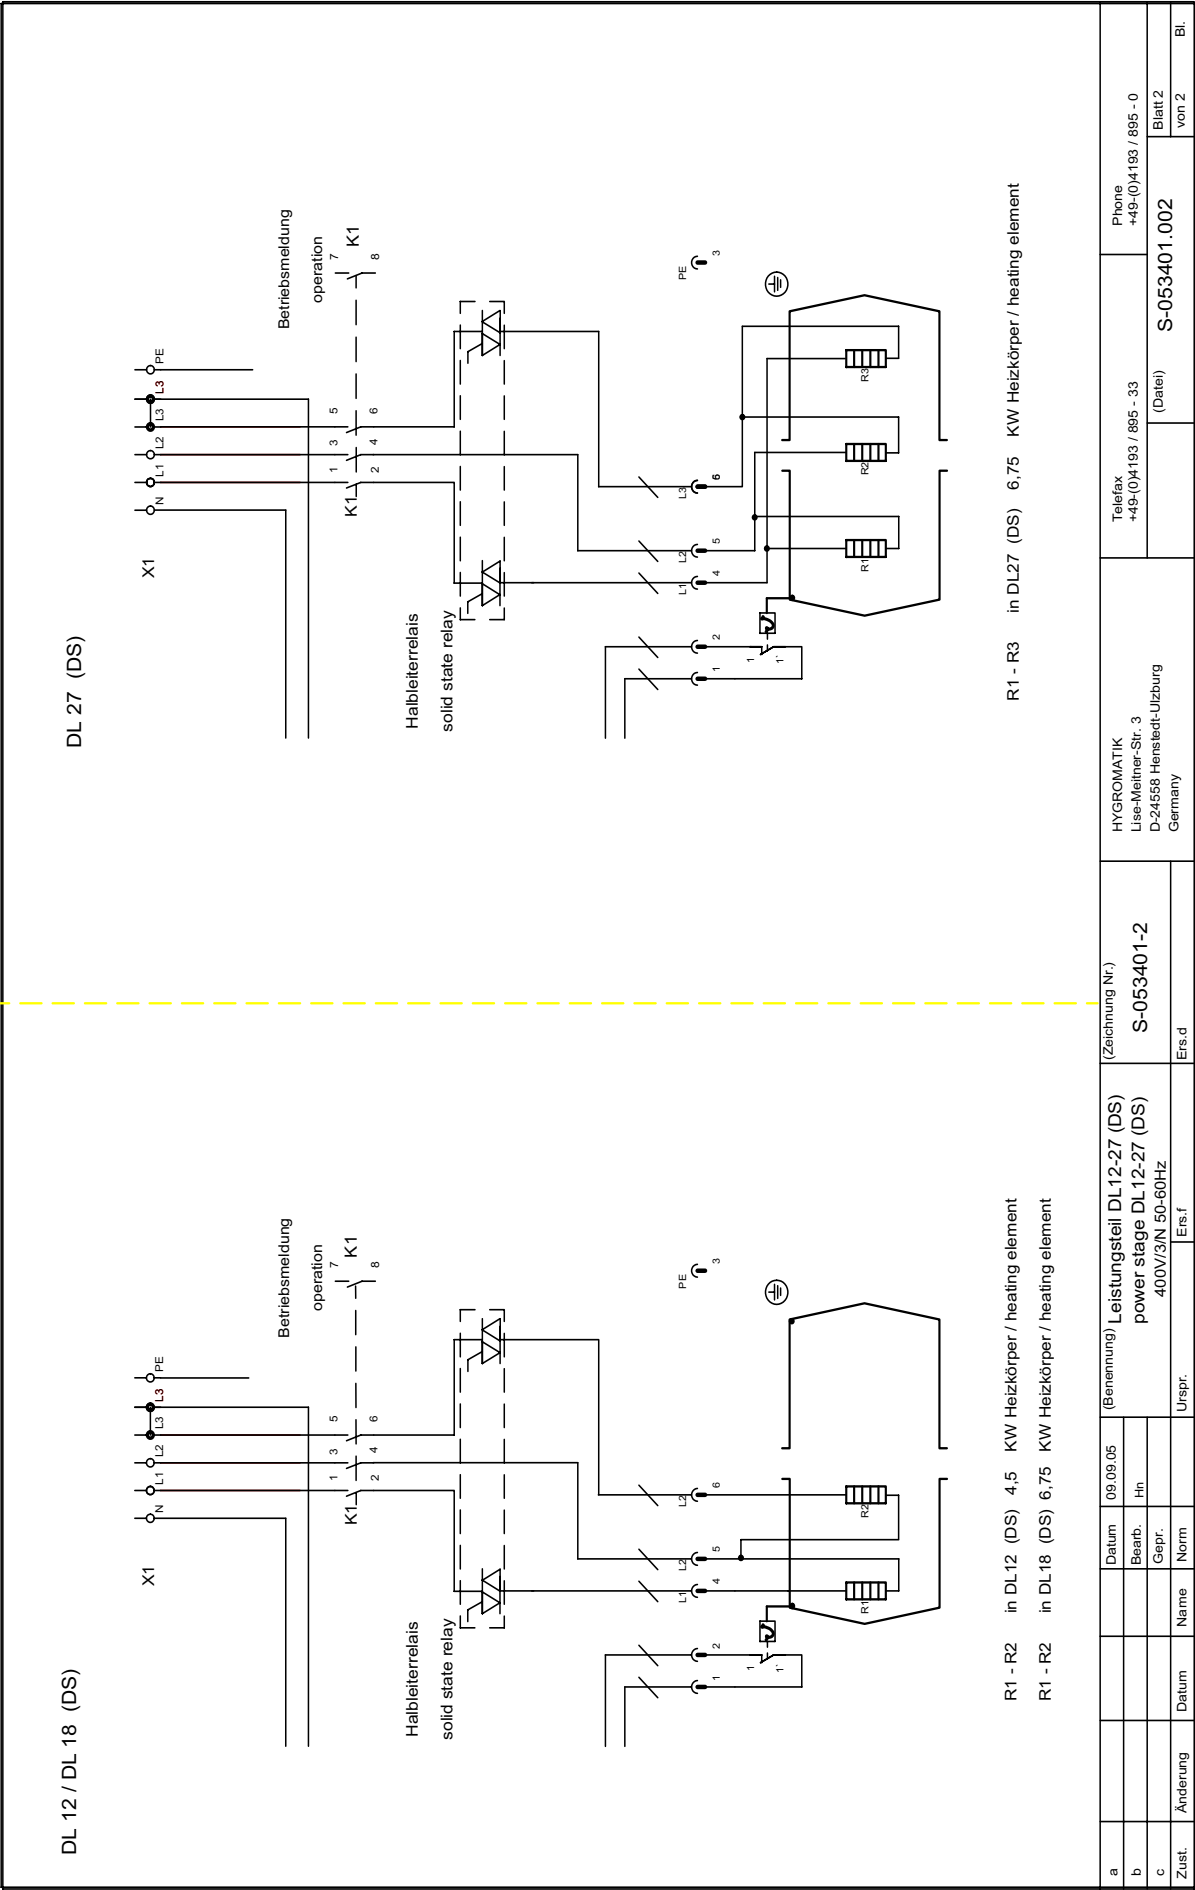 DL 12 / DL 18 (DS)
X1
N
L1
L2
L3
L3
PE
Betriebsmeldung
operation
K1
1
3
5
7
K1
2
4
6
8
Halbleiterrelais
solid state relay
1
2
L1
4
L2
5
L2
6
PE
3
1
1'
R1
R2
R1 - R2 in DL12 (DS) 4,5 KW Heizkörper / heating element
R1 - R2 in DL18 (DS) 6,75 KW Heizkörper / heating element
DL 27 (DS)
X1
N
L1
L2
L3
L3
PE
Betriebsmeldung
operation
K1
1
3
5
7
K1
2
4
6
8
Halbleiterrelais
solid state relay
1
2
L1
4
L2
5
L3
6
PE
3
1
1'
R1
R2
R3
R1 - R3 in DL27 (DS) 6,75 KW Heizkörper / heating element
a
b
c
Zust.
Änderung
Datum
Name
Datum
09.09.05
Bearb.
Hn
Gepr.
Norm
(Benennung)
Leistungsteil DL12-27 (DS)
power stage DL12-27 (DS)
400V/3/N 50-60Hz
Urspr.
Ers.f
(Zeichnung Nr.)
S-053401-2
Ers.d
HYGROMATIK
Lise-Meitner-Str. 3
D-24558 Henstedt-Ulzburg
Germany
Telefax
+49-(0)4193 / 895 - 33
Phone
+49-(0)4193 / 895 - 0
(Datei)
S-053401.002
Blatt 2
von 2
Bl.